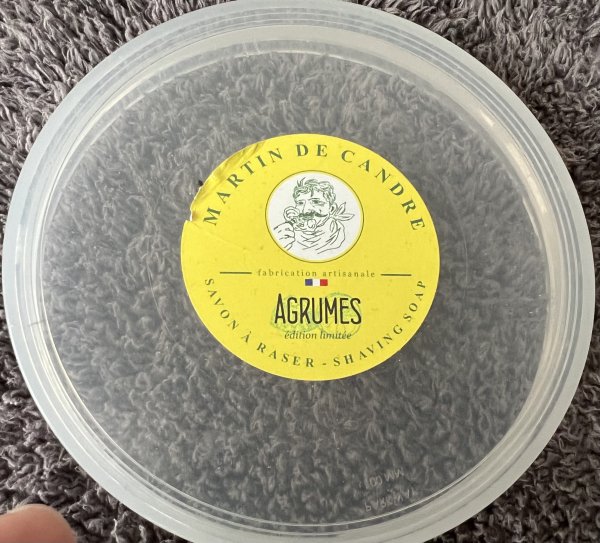 MARTIN DE CANDRE
fabrication artisanale
AGRUMES
édition limitée
SAVON À RASER - SHAVING SOAP